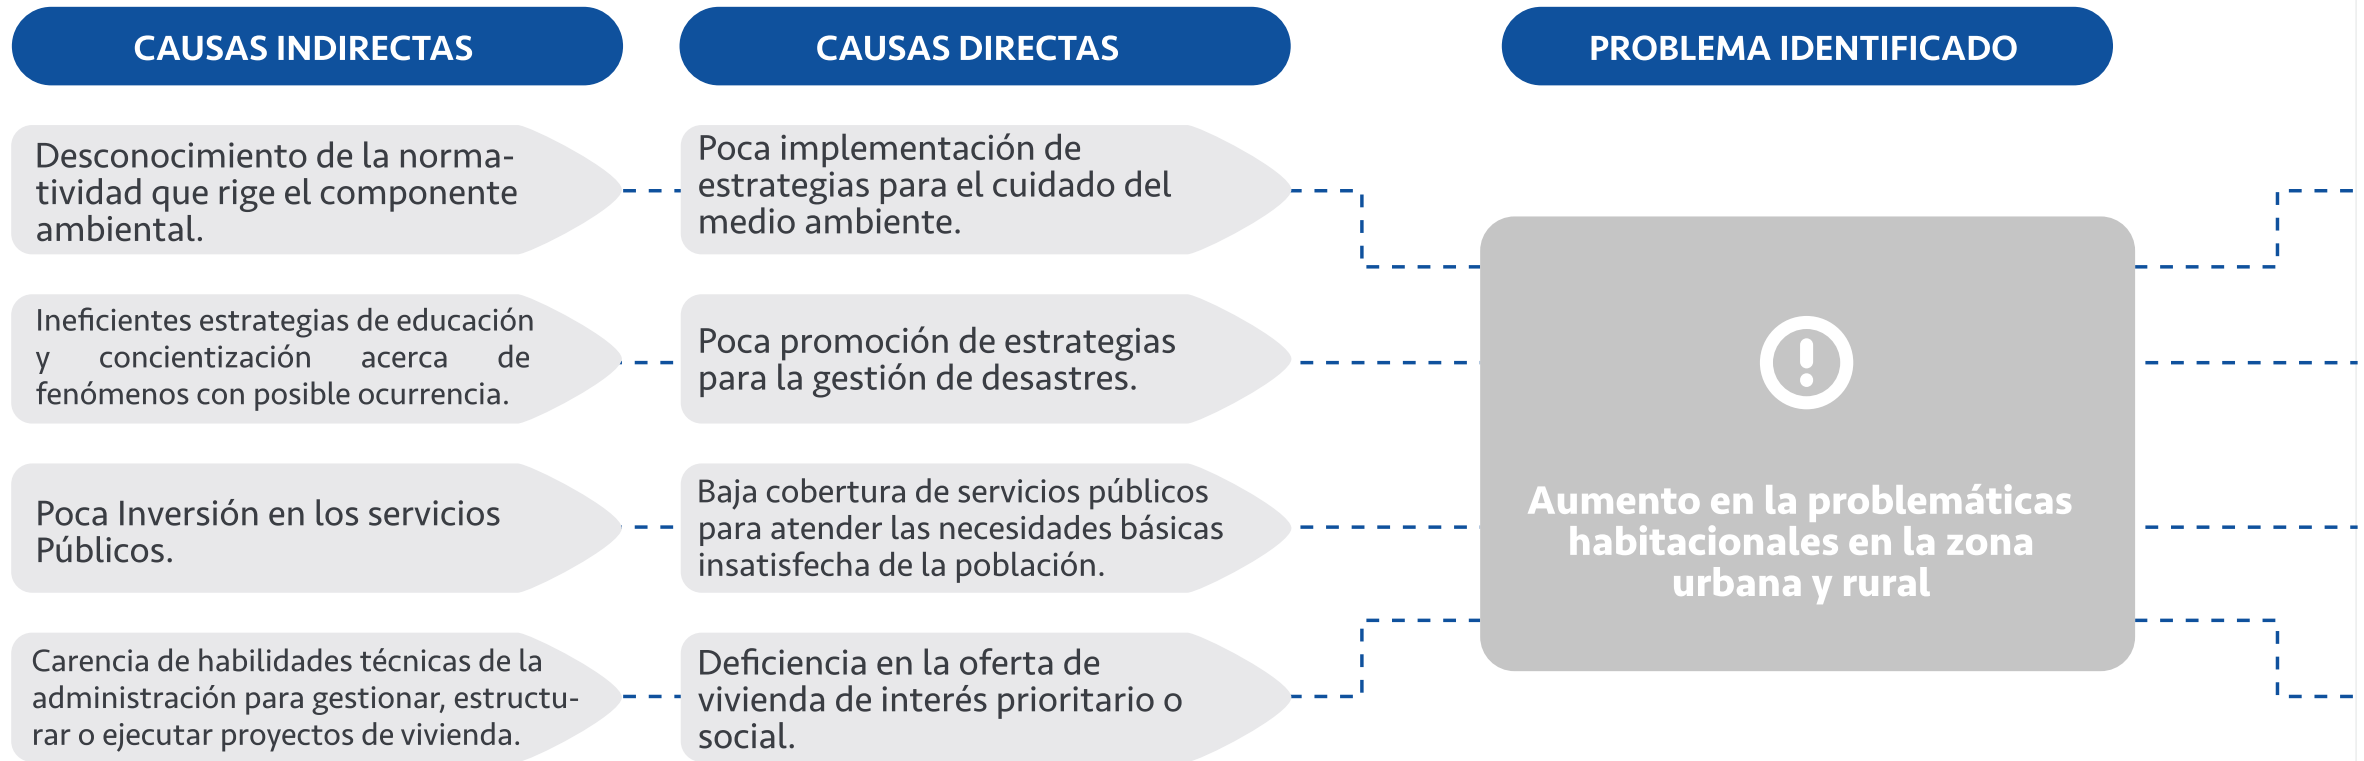 CAUSAS INDIRECTAS
CAUSAS DIRECTAS
PROBLEMA IDENTIFICADO
Desconocimiento de la norma-
tividad que rige el componente
ambiental.
Poca implementación de
estrategias para el cuidado del
medio ambiente.
Ineficientes estrategias de educación
y concientización acerca de
fenómenos con posible ocurrencia.
Poca promoción de estrategias
para la gestión de desastres.
Poca Inversión en los servicios
Públicos.
Baja cobertura de servicios públicos
para atender las necesidades básicas
insatisfecha de la población.
Carencia de habilidades técnicas de la
administración para gestionar, estructu-
rar o ejecutar proyectos de vivienda.
Deficiencia en la oferta de
vivienda de interés prioritario o
social.
Aumento en la problemáticas
habitacionales en la zona
urbana y rural